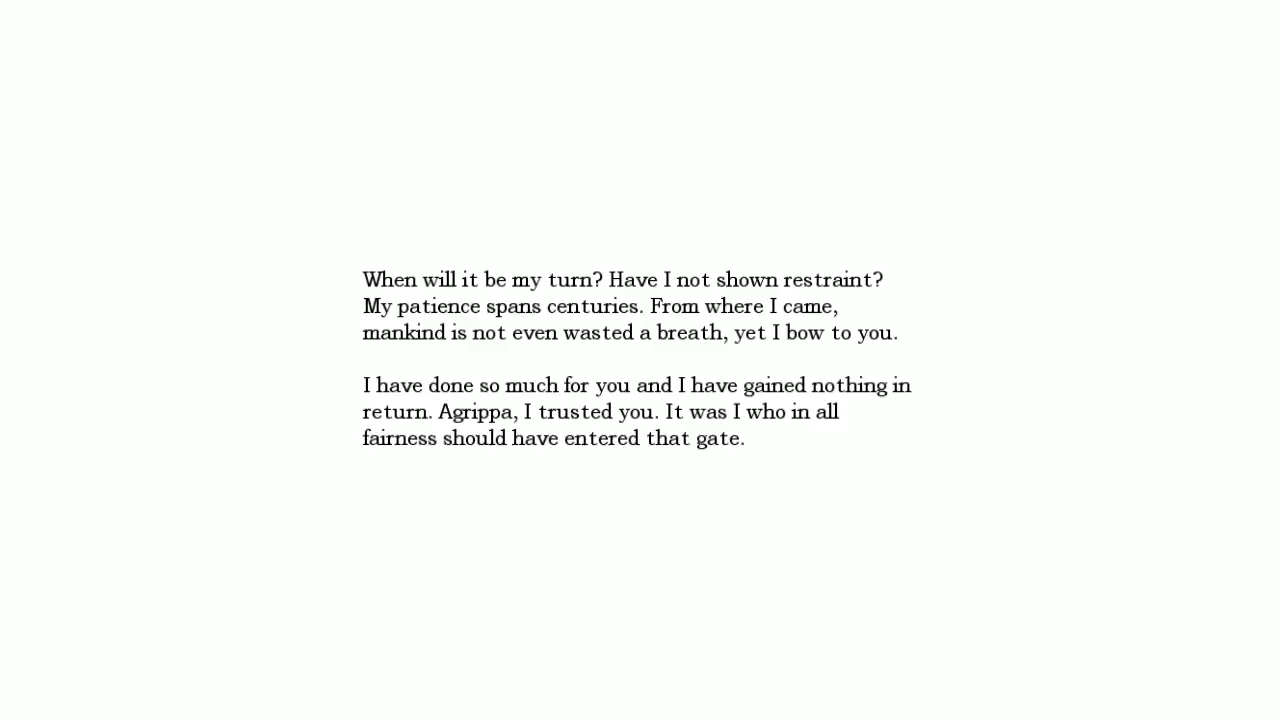 When will it be my turn? Have I not shown restraint?
My patience spans centuries. From where I came,
mankind is not even wasted a breath, yet I bow to you.
I have done so much for you and I have gained nothing in
return. Agrippa, I trusted you. It was I who in all
fairness should have entered that gate.